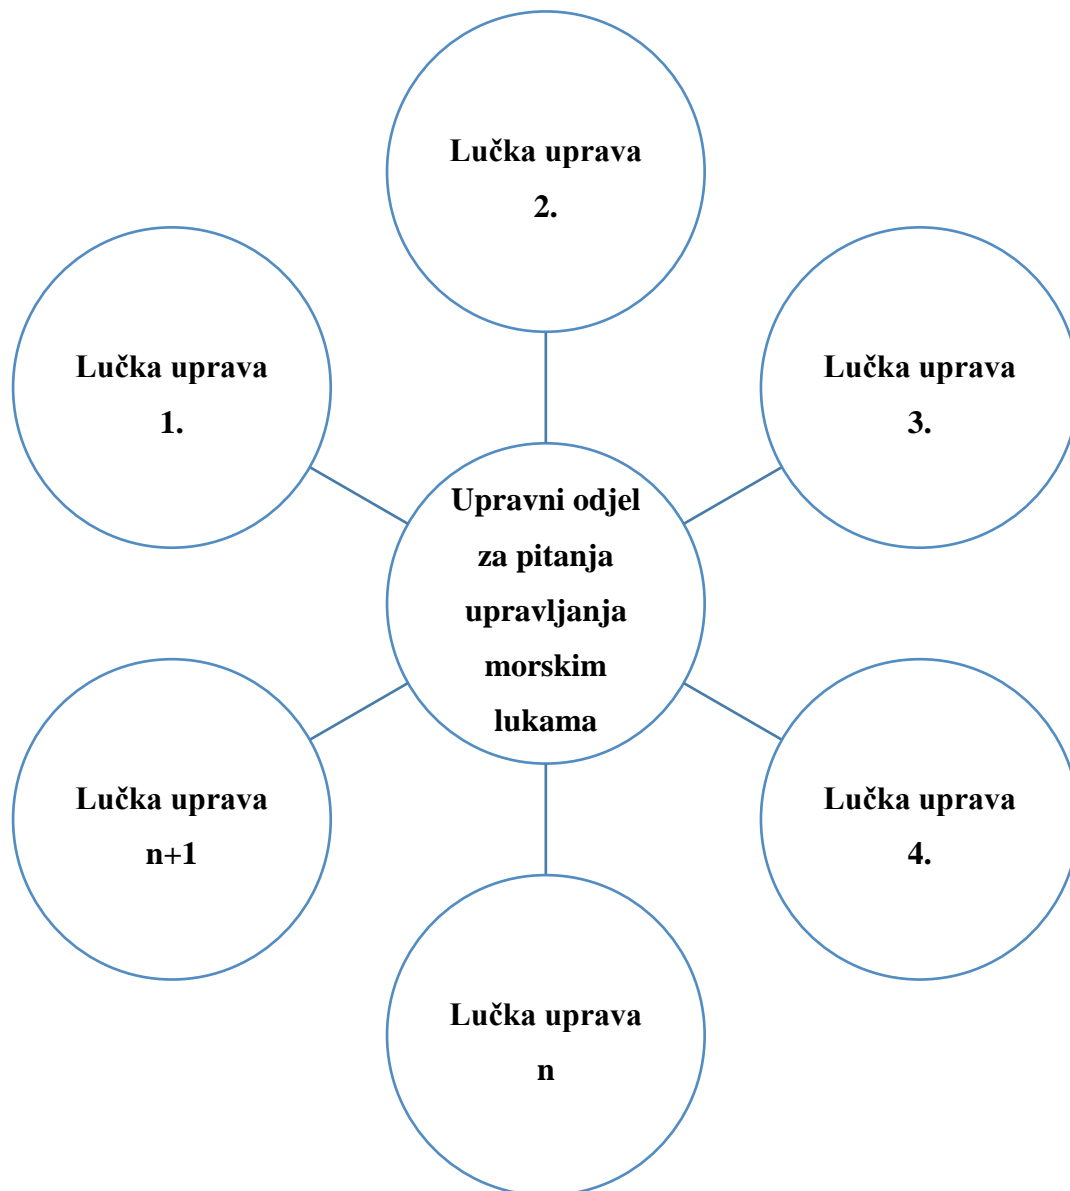 Lučka uprava
2.
Lučka uprava
1.
Lučka uprava
3.
Upravni odjel
za pitanja
upravljanja
morskim
lukama
Lučka uprava
n+1
Lučka uprava
4.
Lučka uprava
n